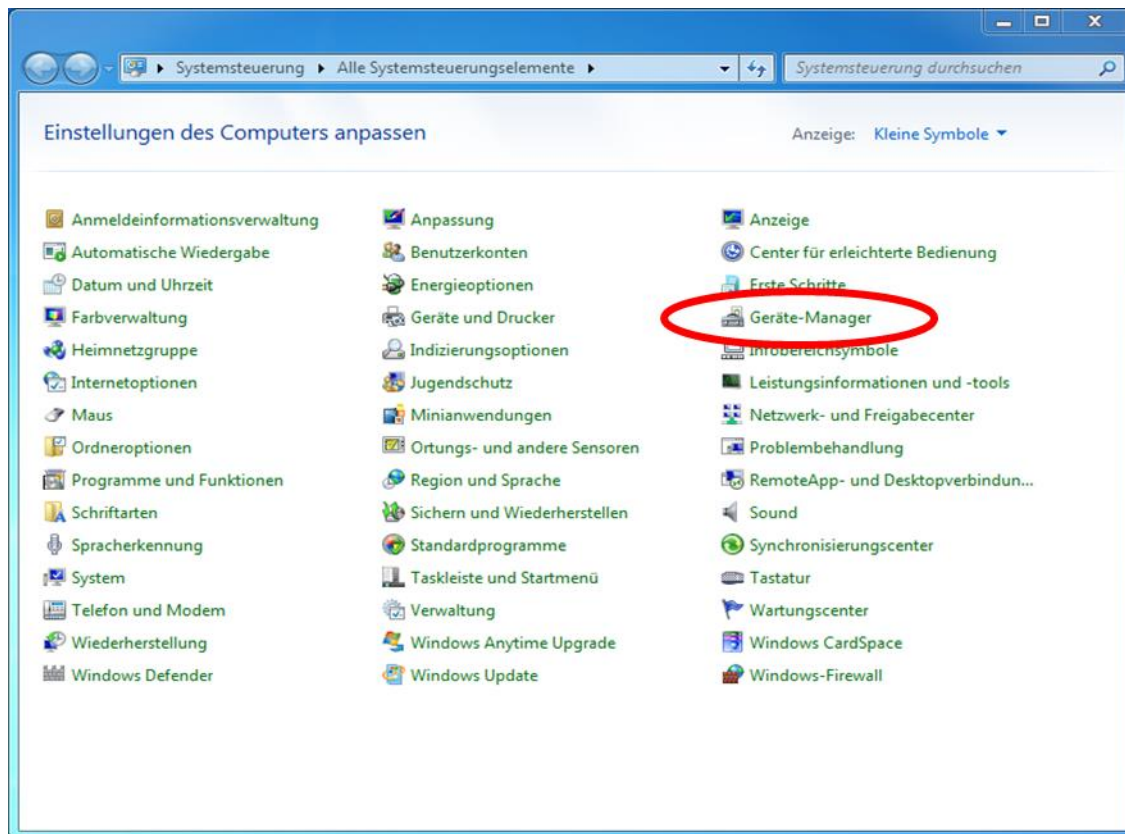 Systemsteuerung Alle Systemsteuerungselemente Systemsteuerung durchsuchen
Einstellungen des Computers anpassen Anzeige: Kleine Symbole
Anmeldeinformationsverwaltung Anpassung Anzeige
Automatische Wiedergabe Benutzerkonten Center für erleichterte Bedienung
Datum und Uhrzeit Energieoptionen Erste Schritte
Farbverwaltung Geräte und Drucker Geräte-Manager
Heimnetzgruppe Indizierungsoptionen Infobereichsymbole
Internetoptionen Jugendschutz Leistungsinformationen und -tools
Maus Minianwendungen Netzwerk- und Freigabecenter
Ordneroptionen Ortungs- und andere Sensoren Problembehandlung
Programme und Funktionen Region und Sprache RemoteApp- und Desktopverbindun...
Schriftarten Sichern und Wiederherstellen Sound
Spracherkennung Standardprogramme Synchronisierungscenter
System Taskleiste und Startmenü Tastatur
Telefon und Modem Verwaltung Wartungscenter
Wiederherstellung Windows Anytime Upgrade Windows CardSpace
Windows Defender Windows Update Windows-Firewall